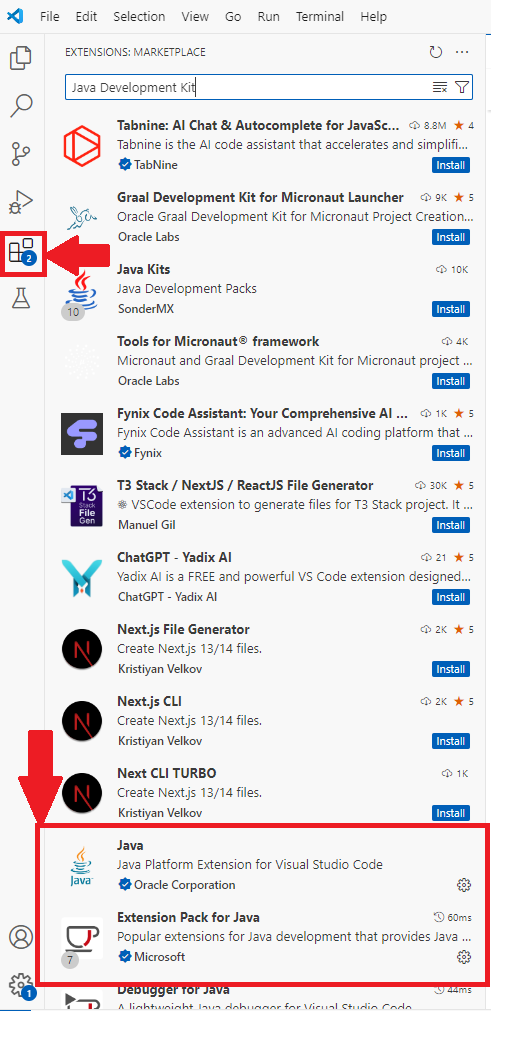 File Edit Selection View Go Run Terminal Help
EXTENSIONS: MARKETPLACE
Java Development Kit
Tabnine: AI Chat & Autocomplete for JavaSc... 8.8M 4
Tabnine is the AI code assistant that accelerates and simplifi...
TabNine Install
Graal Development Kit for Micronaut Launcher 9K 5
Oracle Graal Development Kit for Micronaut Project Creation...
Oracle Labs Install
2
Java Kits 10K
Java Development Packs
10
SonderMX Install
Tools for Micronaut® framework 4K
Micronaut and Graal Development Kit for Micronaut project ...
Oracle Labs Install
Fynix Code Assistant: Your Comprehensive AI ... 1K 5
Fynix Code Assistant is an advanced AI coding platform that ...
Fynix Install
T3 Stack File Gen
T3 Stack / NextJS / ReactJS File Generator 30K 5
⚛ VSCode extension to generate files for T3 Stack project. It ...
Manuel Gil Install
ChatGPT - Yadix AI 21 5
Yadix AI is a FREE and powerful VS Code extension designed...
ChatGPT - Yadix AI Install
Next.js File Generator 2K 5
Create Next.js 13/14 files.
Kristiyan Velkov Install
Next.js CLI 2K 5
Create Next.js 13/14 files.
Kristiyan Velkov Install
Next CLI TURBO 1K
Create Next.js 13/14 files.
Kristiyan Velkov Install
Java
Java Platform Extension for Visual Studio Code
Java
Oracle Corporation
Extension Pack for Java 60ms
Popular extensions for Java development that provides Java ...
7
Microsoft
1
Debugger for Java 44ms
A lightweight Java debugger for Visual Studio Code